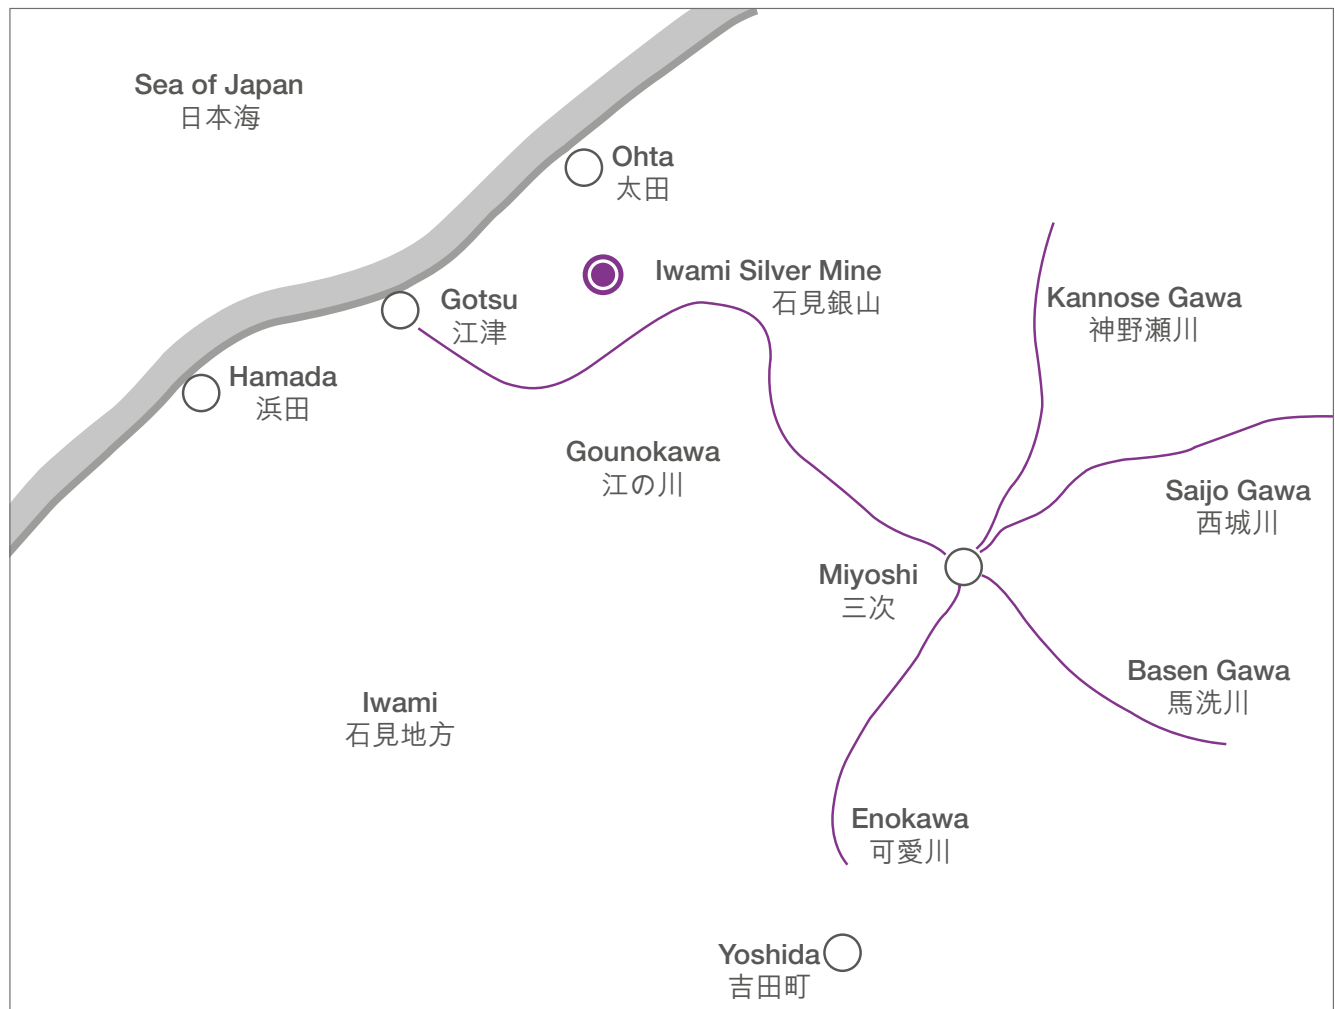 Sea of Japan
日本海
Ohta
太田
Iwami Silver Mine
石見銀山
Kannose Gawa
神野瀬川
Gotsu
江津
Hamada
浜田
Gounokawa
江の川
Saijo Gawa
西城川
Miyoshi
三次
Basen Gawa
馬洗川
Iwami
石見地方
Enokawa
可愛川
Yoshida
吉田町